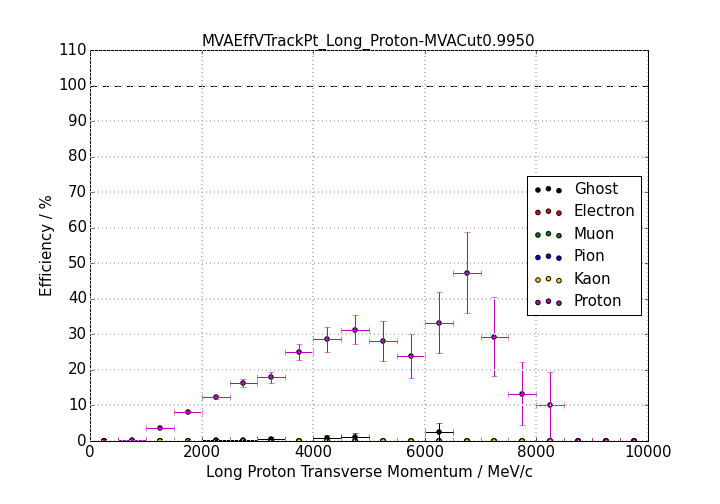 MVAEffVTrackPt_Long_Proton-MVACut0.9950
110
100
90
80
70
60
50
40
30
20
10
0
Efficiency / %
Ghost
Electron
Muon
Pion
Kaon
Proton
0 2000 4000 6000 8000 10000
Long Proton Transverse Momentum / MeV/c